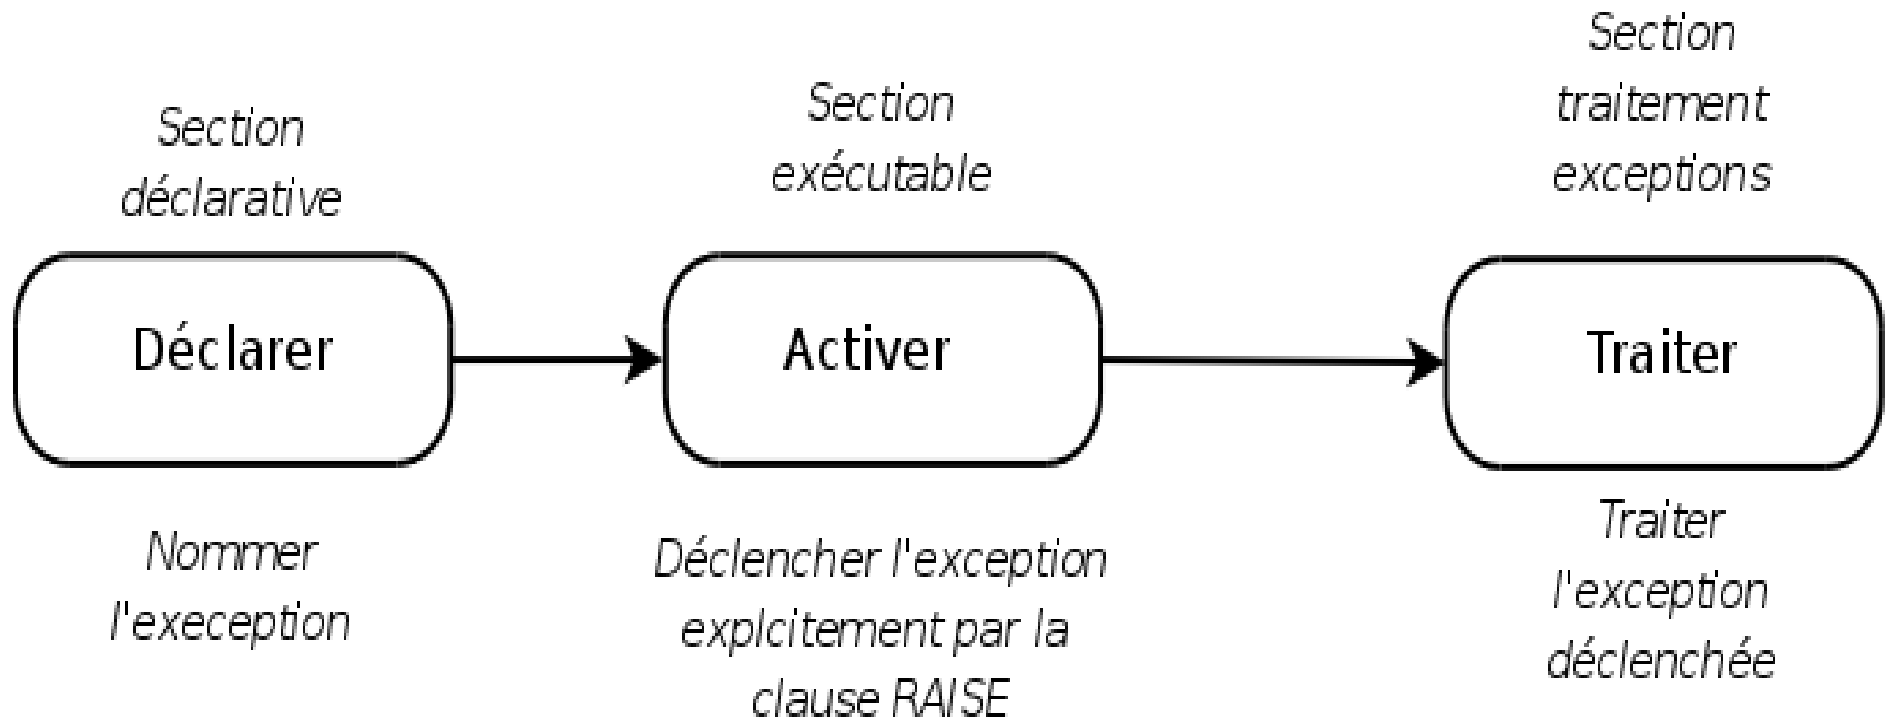 Section
déclarative
Déclarer
Nommer
l'exeception
Section
exécutable
Activer
Déclencher l'exception
explcitement par la
clause RAISE
Section
traitement
exceptions
Traiter
Traiter
l'exception
déclenchée